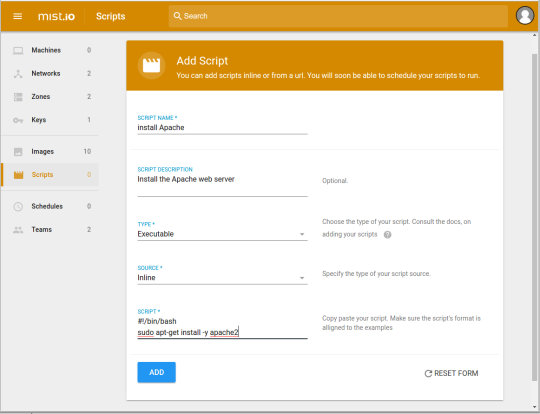 mist.io Scripts Search
Machines 0
Networks 2
Zones 2
Keys 1
Images 10
Scripts 0
Schedules 0
Teams 2
Add Script
You can add scripts inline or from a url. You will soon be able to schedule your scripts to run.
SCRIPT NAME *
install Apache
SCRIPT DESCRIPTION
Install the Apache web server
Optional.
TYPE *
Executable
Choose the type of your script. Consult the docs, on
adding your scripts ?
SOURCE *
Inline
Specify the type of your script source.
SCRIPT *
#!/bin/bash
sudo apt-get install -y apache2
Copy paste your script. Make sure the script's format is
alligned to the examples
ADD
RESET FORM